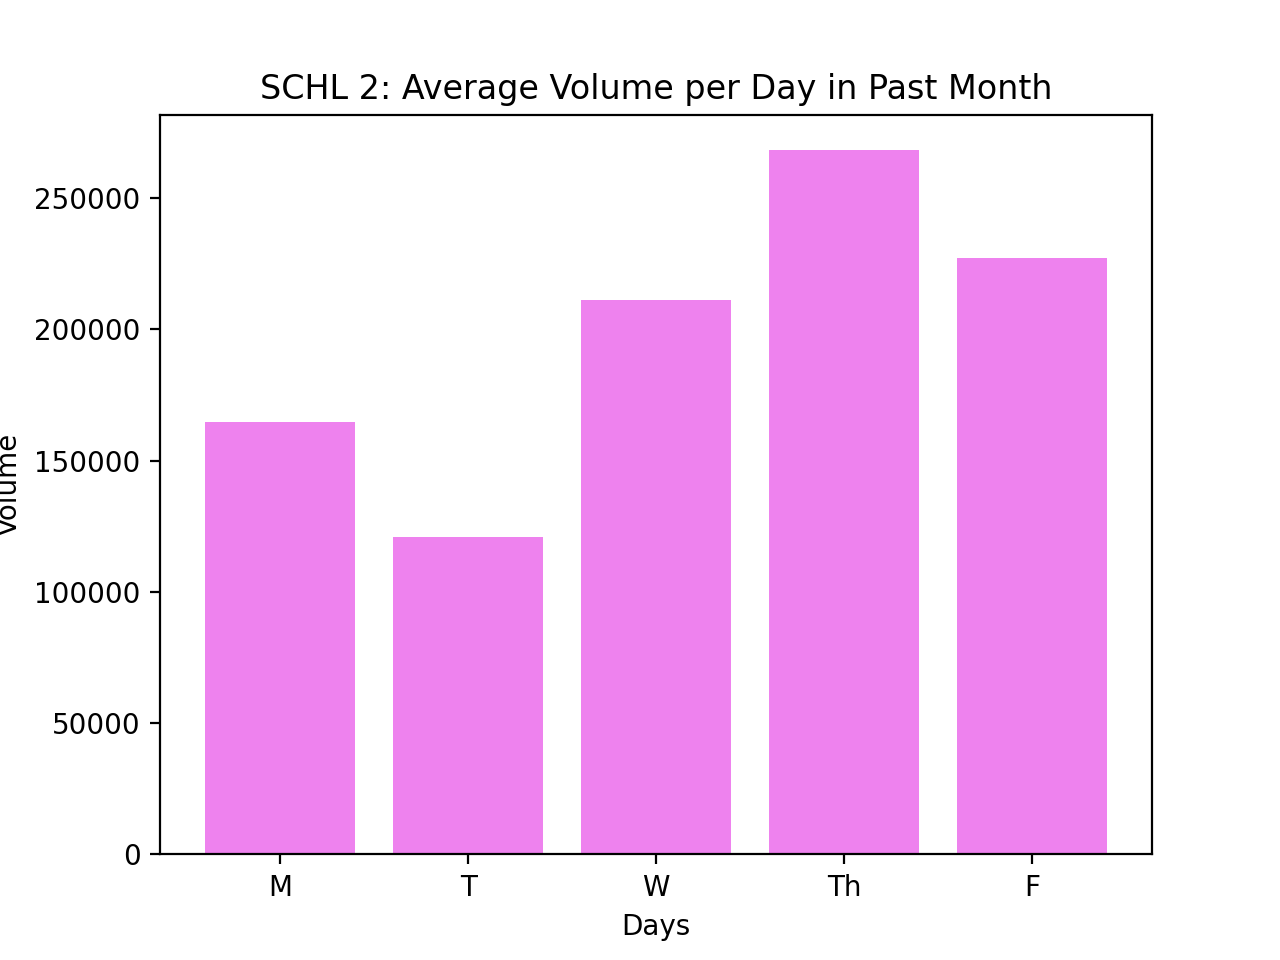 SCHL 2: Average Volume per Day in Past Month
250000
200000
150000
100000
50000
0
Volume
M T W Th F
Days